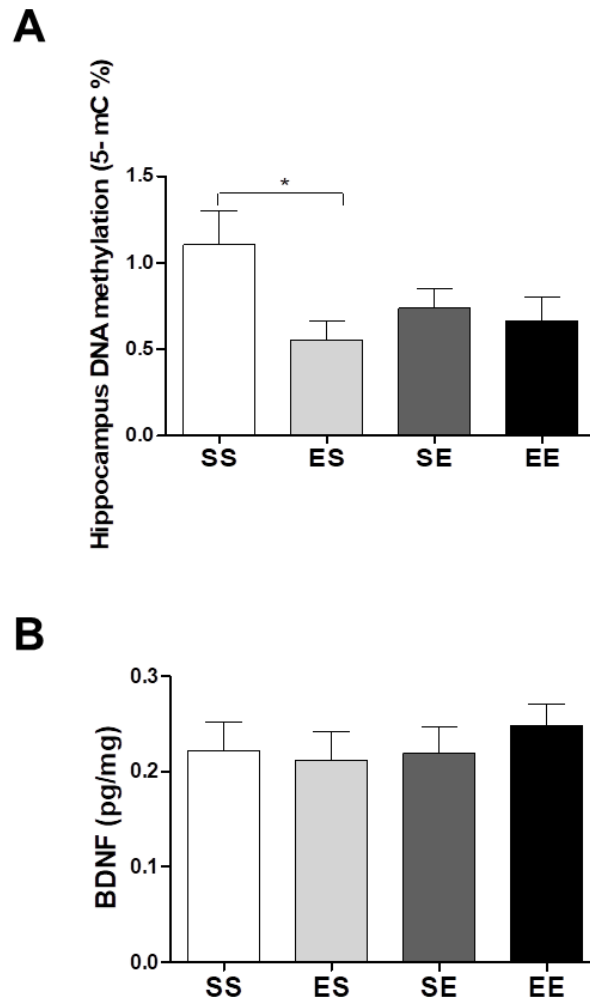 A
Hippocampus DNA methylation (5- mC %)
1.5
*
1.0
0.5
0.0
SS ES SE EE
B
BDNF (pg/mg)
0.3
0.2
0.1
0.0
SS ES SE EE